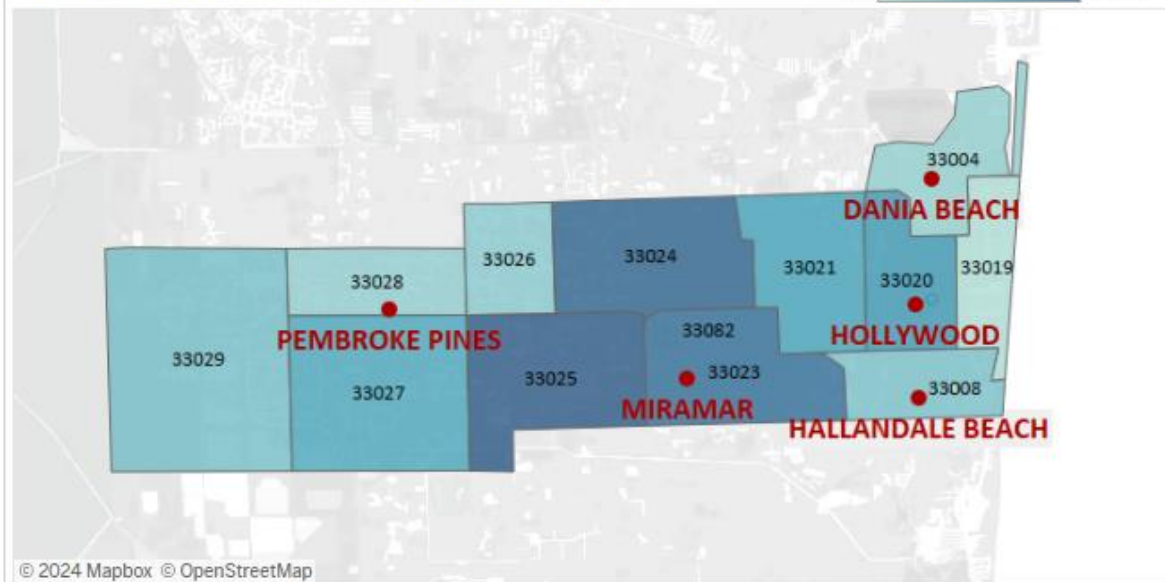 33004
DANIA BEACH
33026
33024
33021
33020
33019
33028
PEMBROKE PINES
HOLLYWOOD
33082
33029
33027
33025
33023
MIRAMAR
33008
HALLANDALE BEACH
© 2024 Mapbox © OpenStreetMap